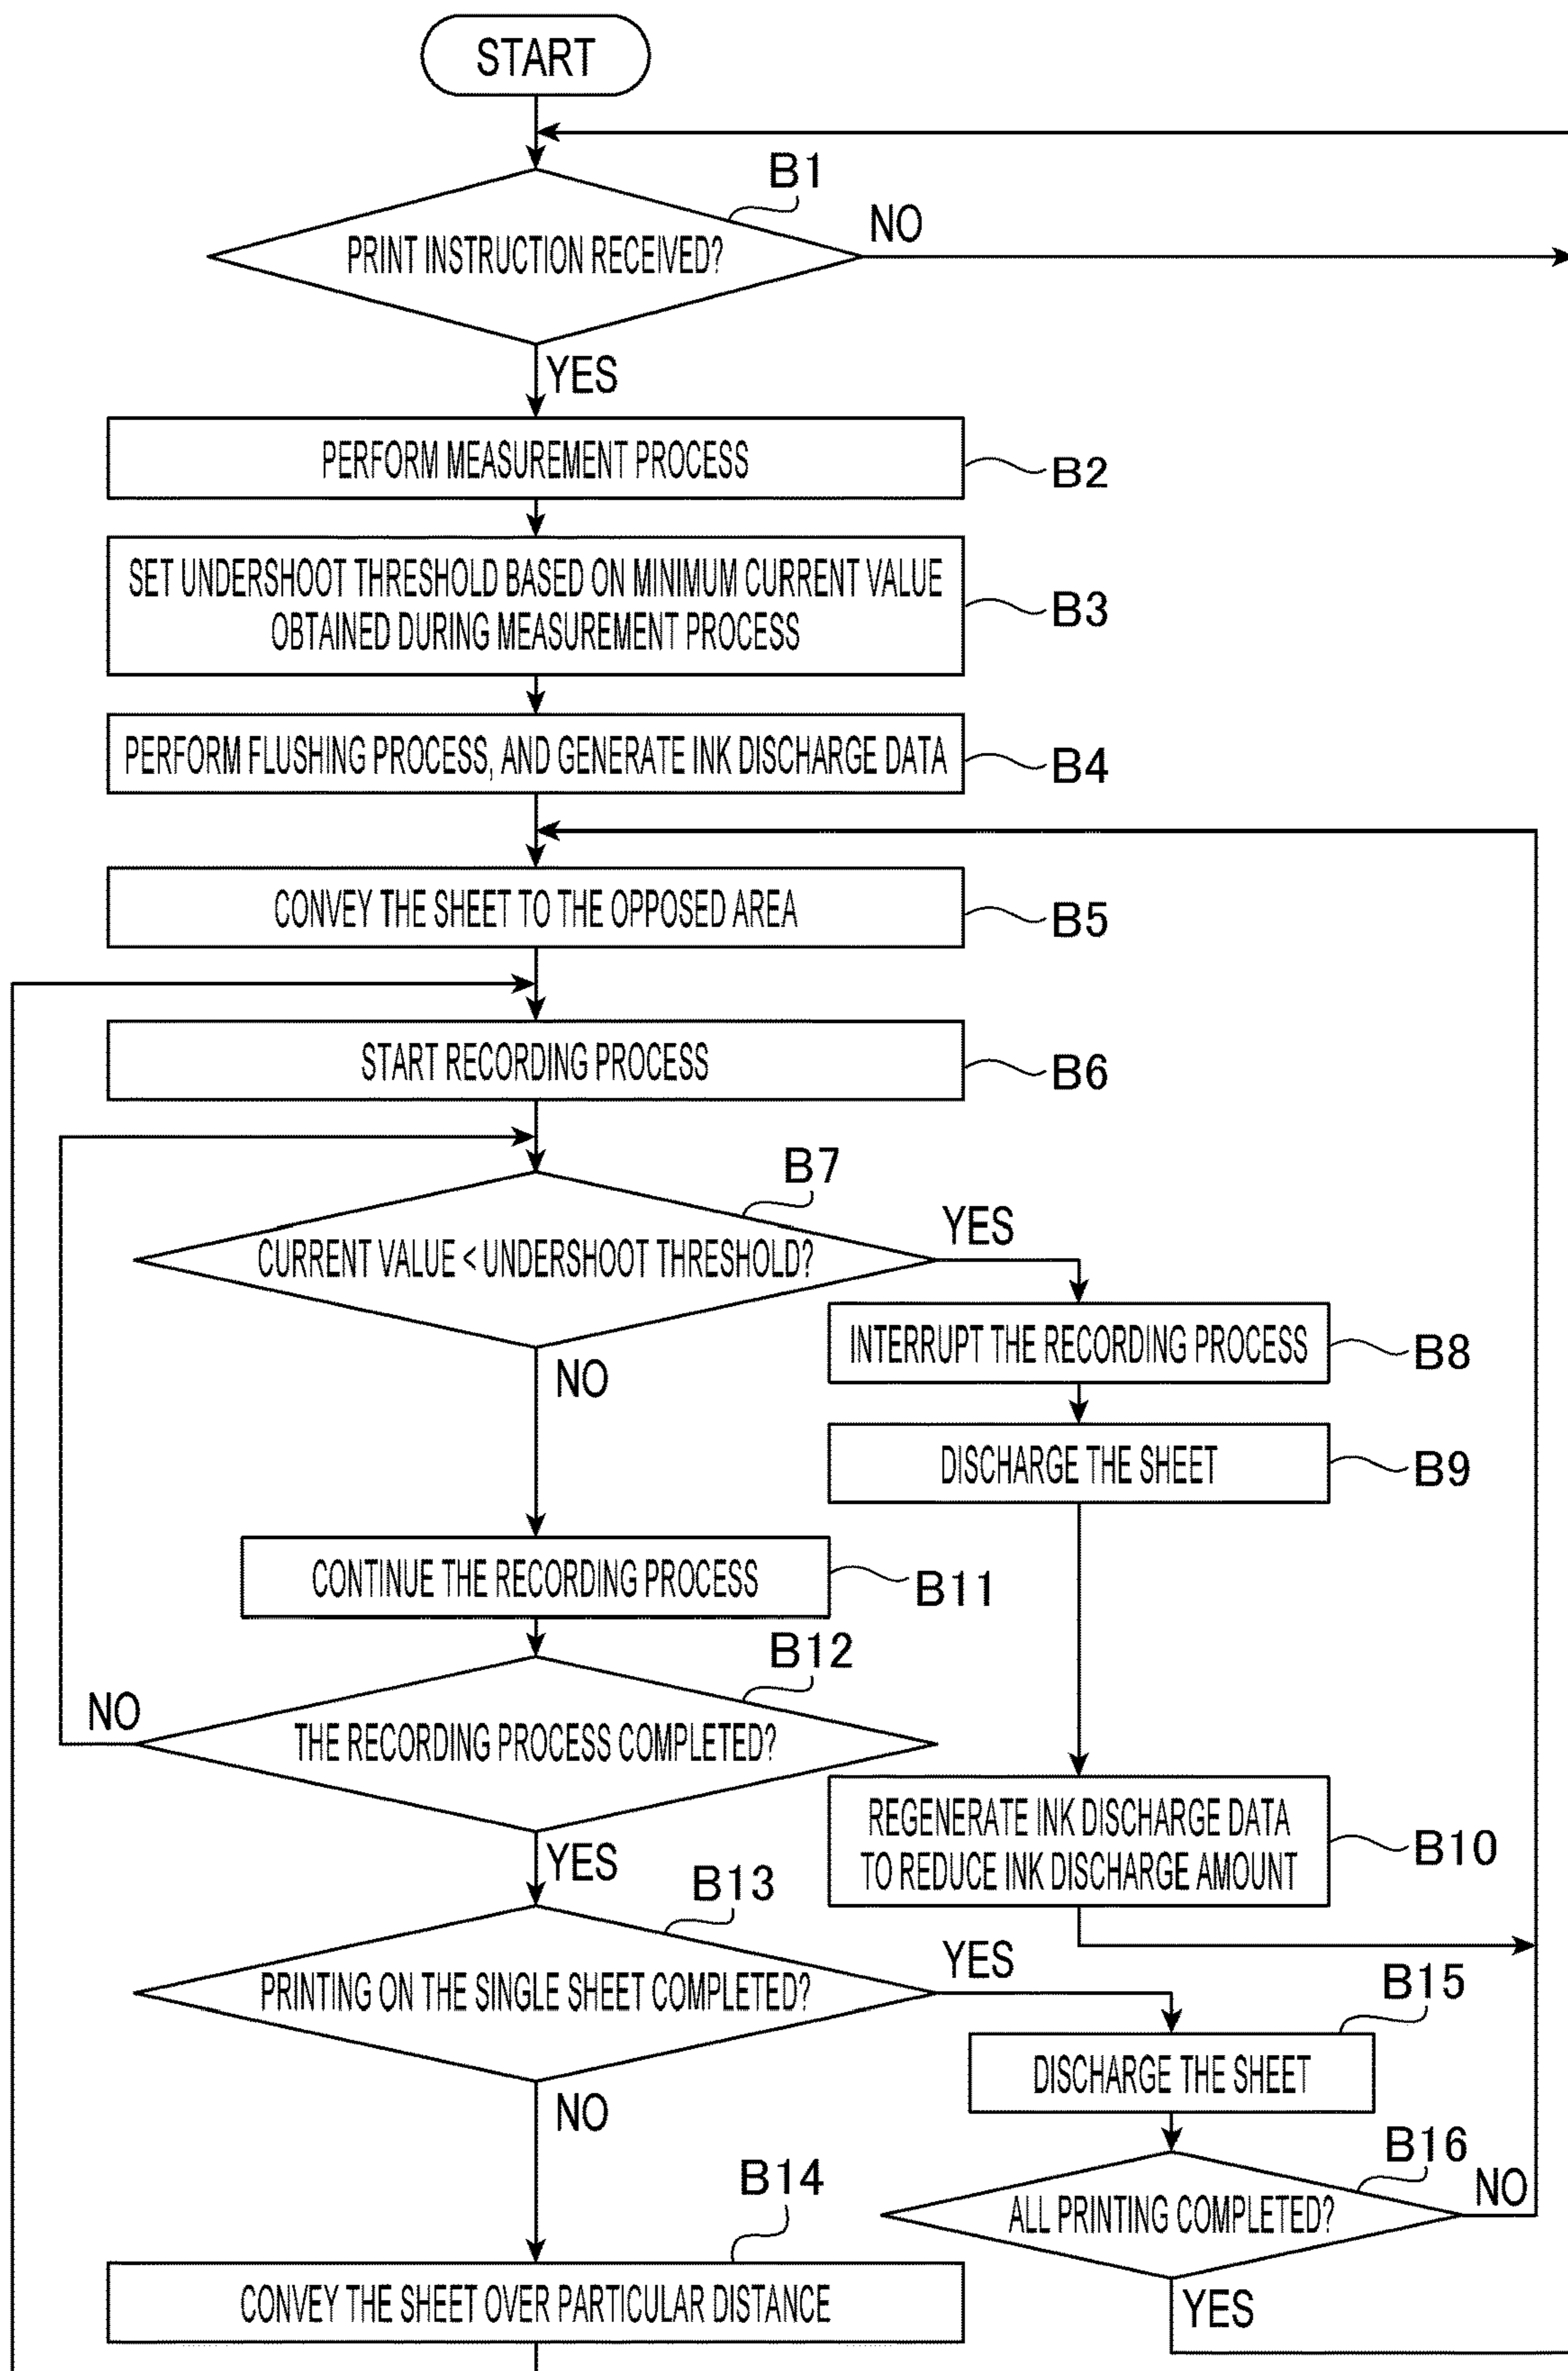 START
B1
PRINT INSTRUCTION RECEIVED?
NO
YES
PERFORM MEASUREMENT PROCESS
B2
SET UNDERSHOOT THRESHOLD BASED ON MINIMUM CURRENT VALUE
OBTAINED DURING MEASUREMENT PROCESS
B3
PERFORM FLUSHING PROCESS, AND GENERATE INK DISCHARGE DATA
B4
CONVEY THE SHEET TO THE OPPOSED AREA
B5
START RECORDING PROCESS
B6
B7
CURRENT VALUE < UNDERSHOOT THRESHOLD?
YES
NO
INTERRUPT THE RECORDING PROCESS
B8
DISCHARGE THE SHEET
B9
CONTINUE THE RECORDING PROCESS
B11
B12
THE RECORDING PROCESS COMPLETED?
NO
YES
REGENERATE INK DISCHARGE DATA
TO REDUCE INK DISCHARGE AMOUNT
B10
B13
PRINTING ON THE SINGLE SHEET COMPLETED?
YES
NO
B15
DISCHARGE THE SHEET
B16
ALL PRINTING COMPLETED?
NO
YES
B14
CONVEY THE SHEET OVER PARTICULAR DISTANCE